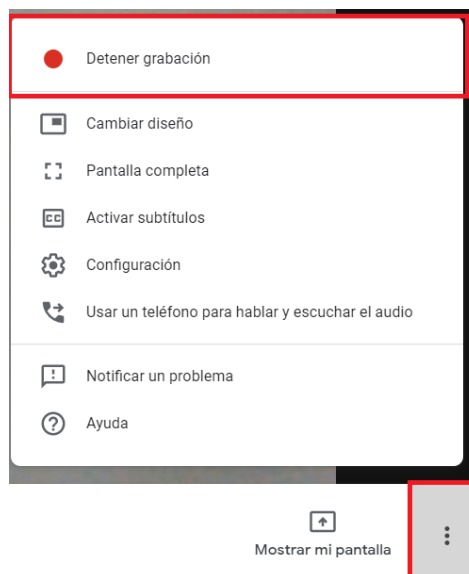 Detener grabación
Cambiar diseño
Pantalla completa
CC
Activar subtítulos
Configuración
Usar un teléfono para hablar y escuchar el audio
Notificar un problema
Ayuda
Mostrar mi pantalla